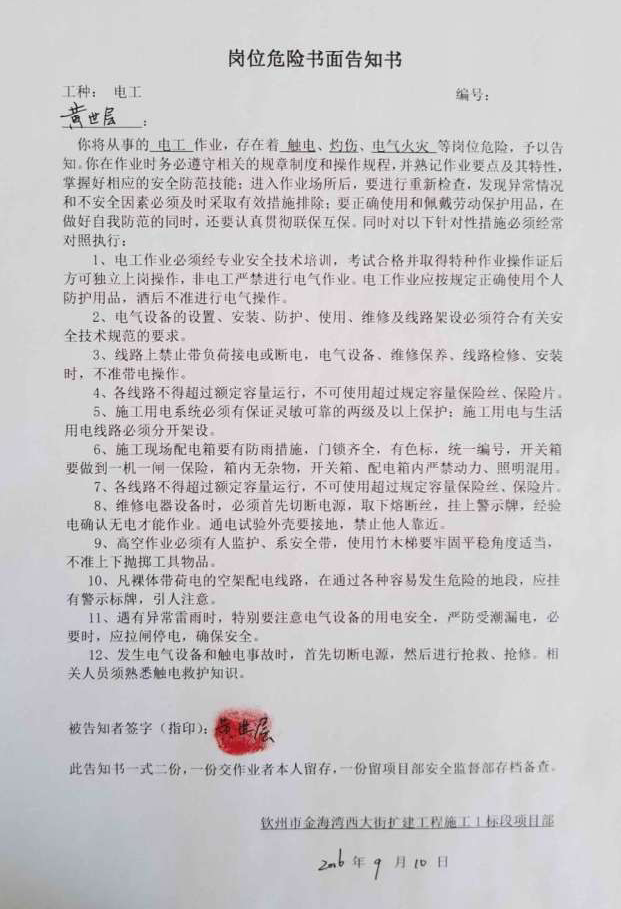 岗位危险书面告知书
工种： 电工 编号：
黄世层：
你将从事的 电工 作业，存在着 触电、灼伤、电气火灾 等岗位危险，予以告
知。你在作业时务必遵守相关的规章制度和操作规程，并熟记作业要点及其特性，
掌握好相应的安全防范技能；进入作业场所后，要进行重新检查，发现异常情况
和不安全因素必须及时采取有效措施排除；要正确使用和佩戴劳动保护用品，在
做好自我防范的同时，还要认真贯彻联保互保。同时对以下针对性措施必须经常
对照执行：
1、电工作业必须经专业安全技术培训，考试合格并取得特种作业操作证后
方可独立上岗操作，非电工严禁进行电气作业。电工作业应按规定正确使用个人
防护用品，酒后不准进行电气操作。
2、电气设备的设置、安装、防护、使用、维修及线路架设必须符合有关安
全技术规范的要求。
3、线路上禁止带负荷接电或断电，电气设备、维修保养、线路检修、安装
时，不准带电操作。
4、各线路不得超过额定容量运行，不可使用超过规定容量保险丝、保险片。
5、施工用电系统必须有保证灵敏可靠的两级及以上保护；施工用电与生活
用电线路必须分开架设。
6、施工现场配电箱要有防雨措施，门锁齐全，有色标，统一编号，开关箱
要做到一机一闸一保险，箱内无杂物，开关箱、配电箱内严禁动力、照明混用。
7、各线路不得超过额定容量运行，不可使用超过规定容量保险丝、保险片。
8、维修电器设备时，必须首先切断电源，取下熔断丝，挂上警示牌，经验
电确认无电才能作业。通电试验外壳要接地，禁止他人靠近。
9、高空作业必须有人监护、系安全带，使用竹木梯要牢固平稳角度适当，
不准上下抛掷工具物品。
10、凡裸体带荷电的空架配电线路，在通过各种容易发生危险的地段，应挂
有警示标牌，引人注意。
11、遇有异常雷雨时，特别要注意电气设备的用电安全，严防受潮漏电，必
要时，应拉闸停电，确保安全。
12、发生电气设备和触电事故时，首先切断电源，然后进行抢救、抢修。相
关人员须熟悉触电救护知识。
被告知者签字（指印）：黄世层
此告知书一式二份，一份交作业者本人留存，一份留项目部安全监督部存档备查。
钦州市金海湾西大街扩建工程施工1标段项目部
2016年9月10日